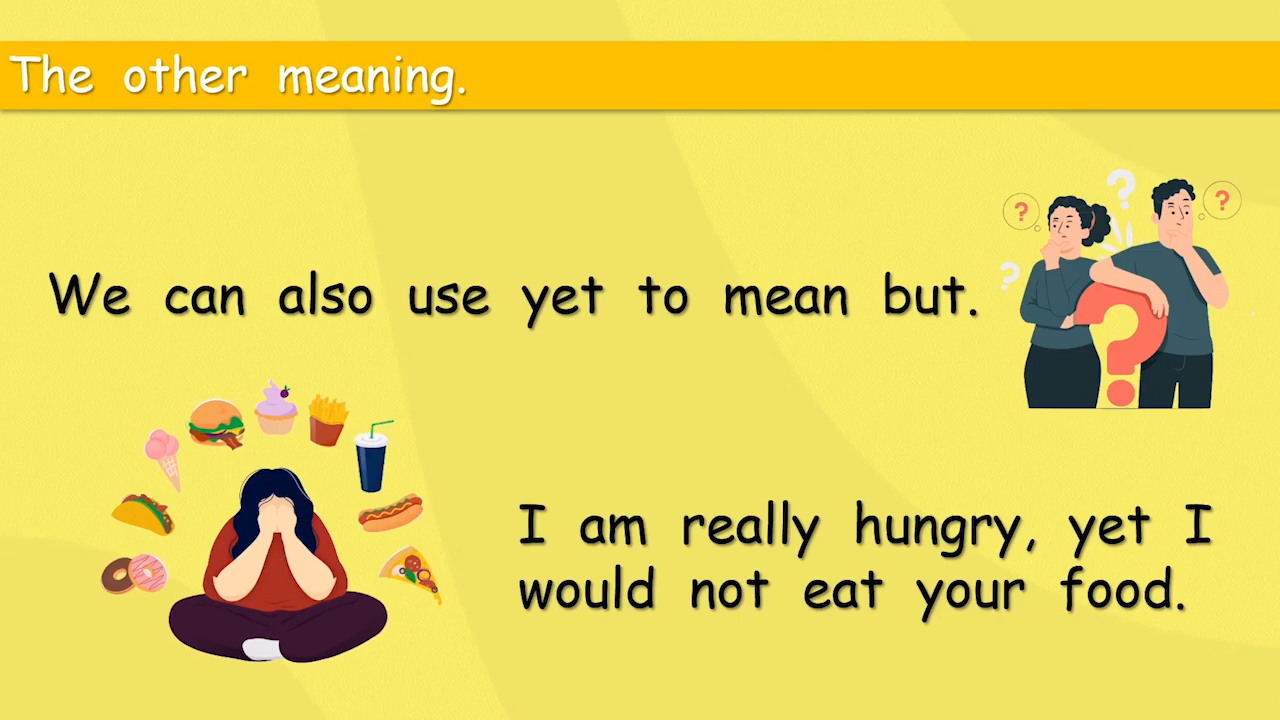 The other meaning.
We can also use yet to mean but.
I am really hungry, yet I
would not eat your food.